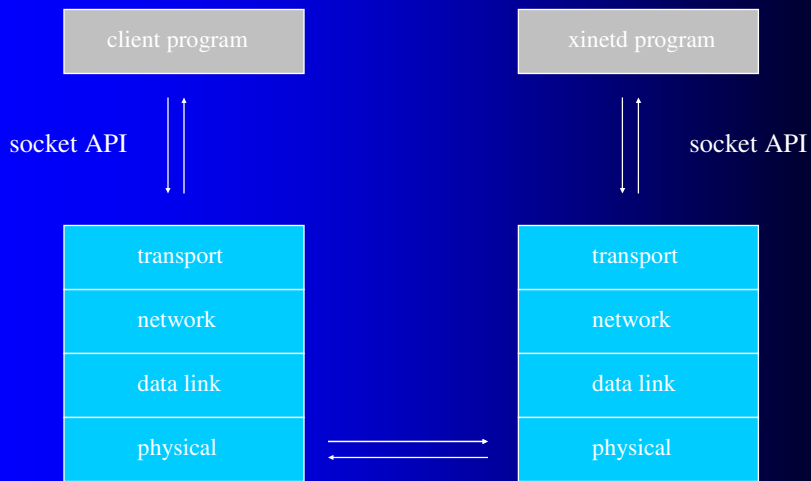 client program
xinetd program
socket API
socket API
transport
transport
network
network
data link
data link
physical
physical